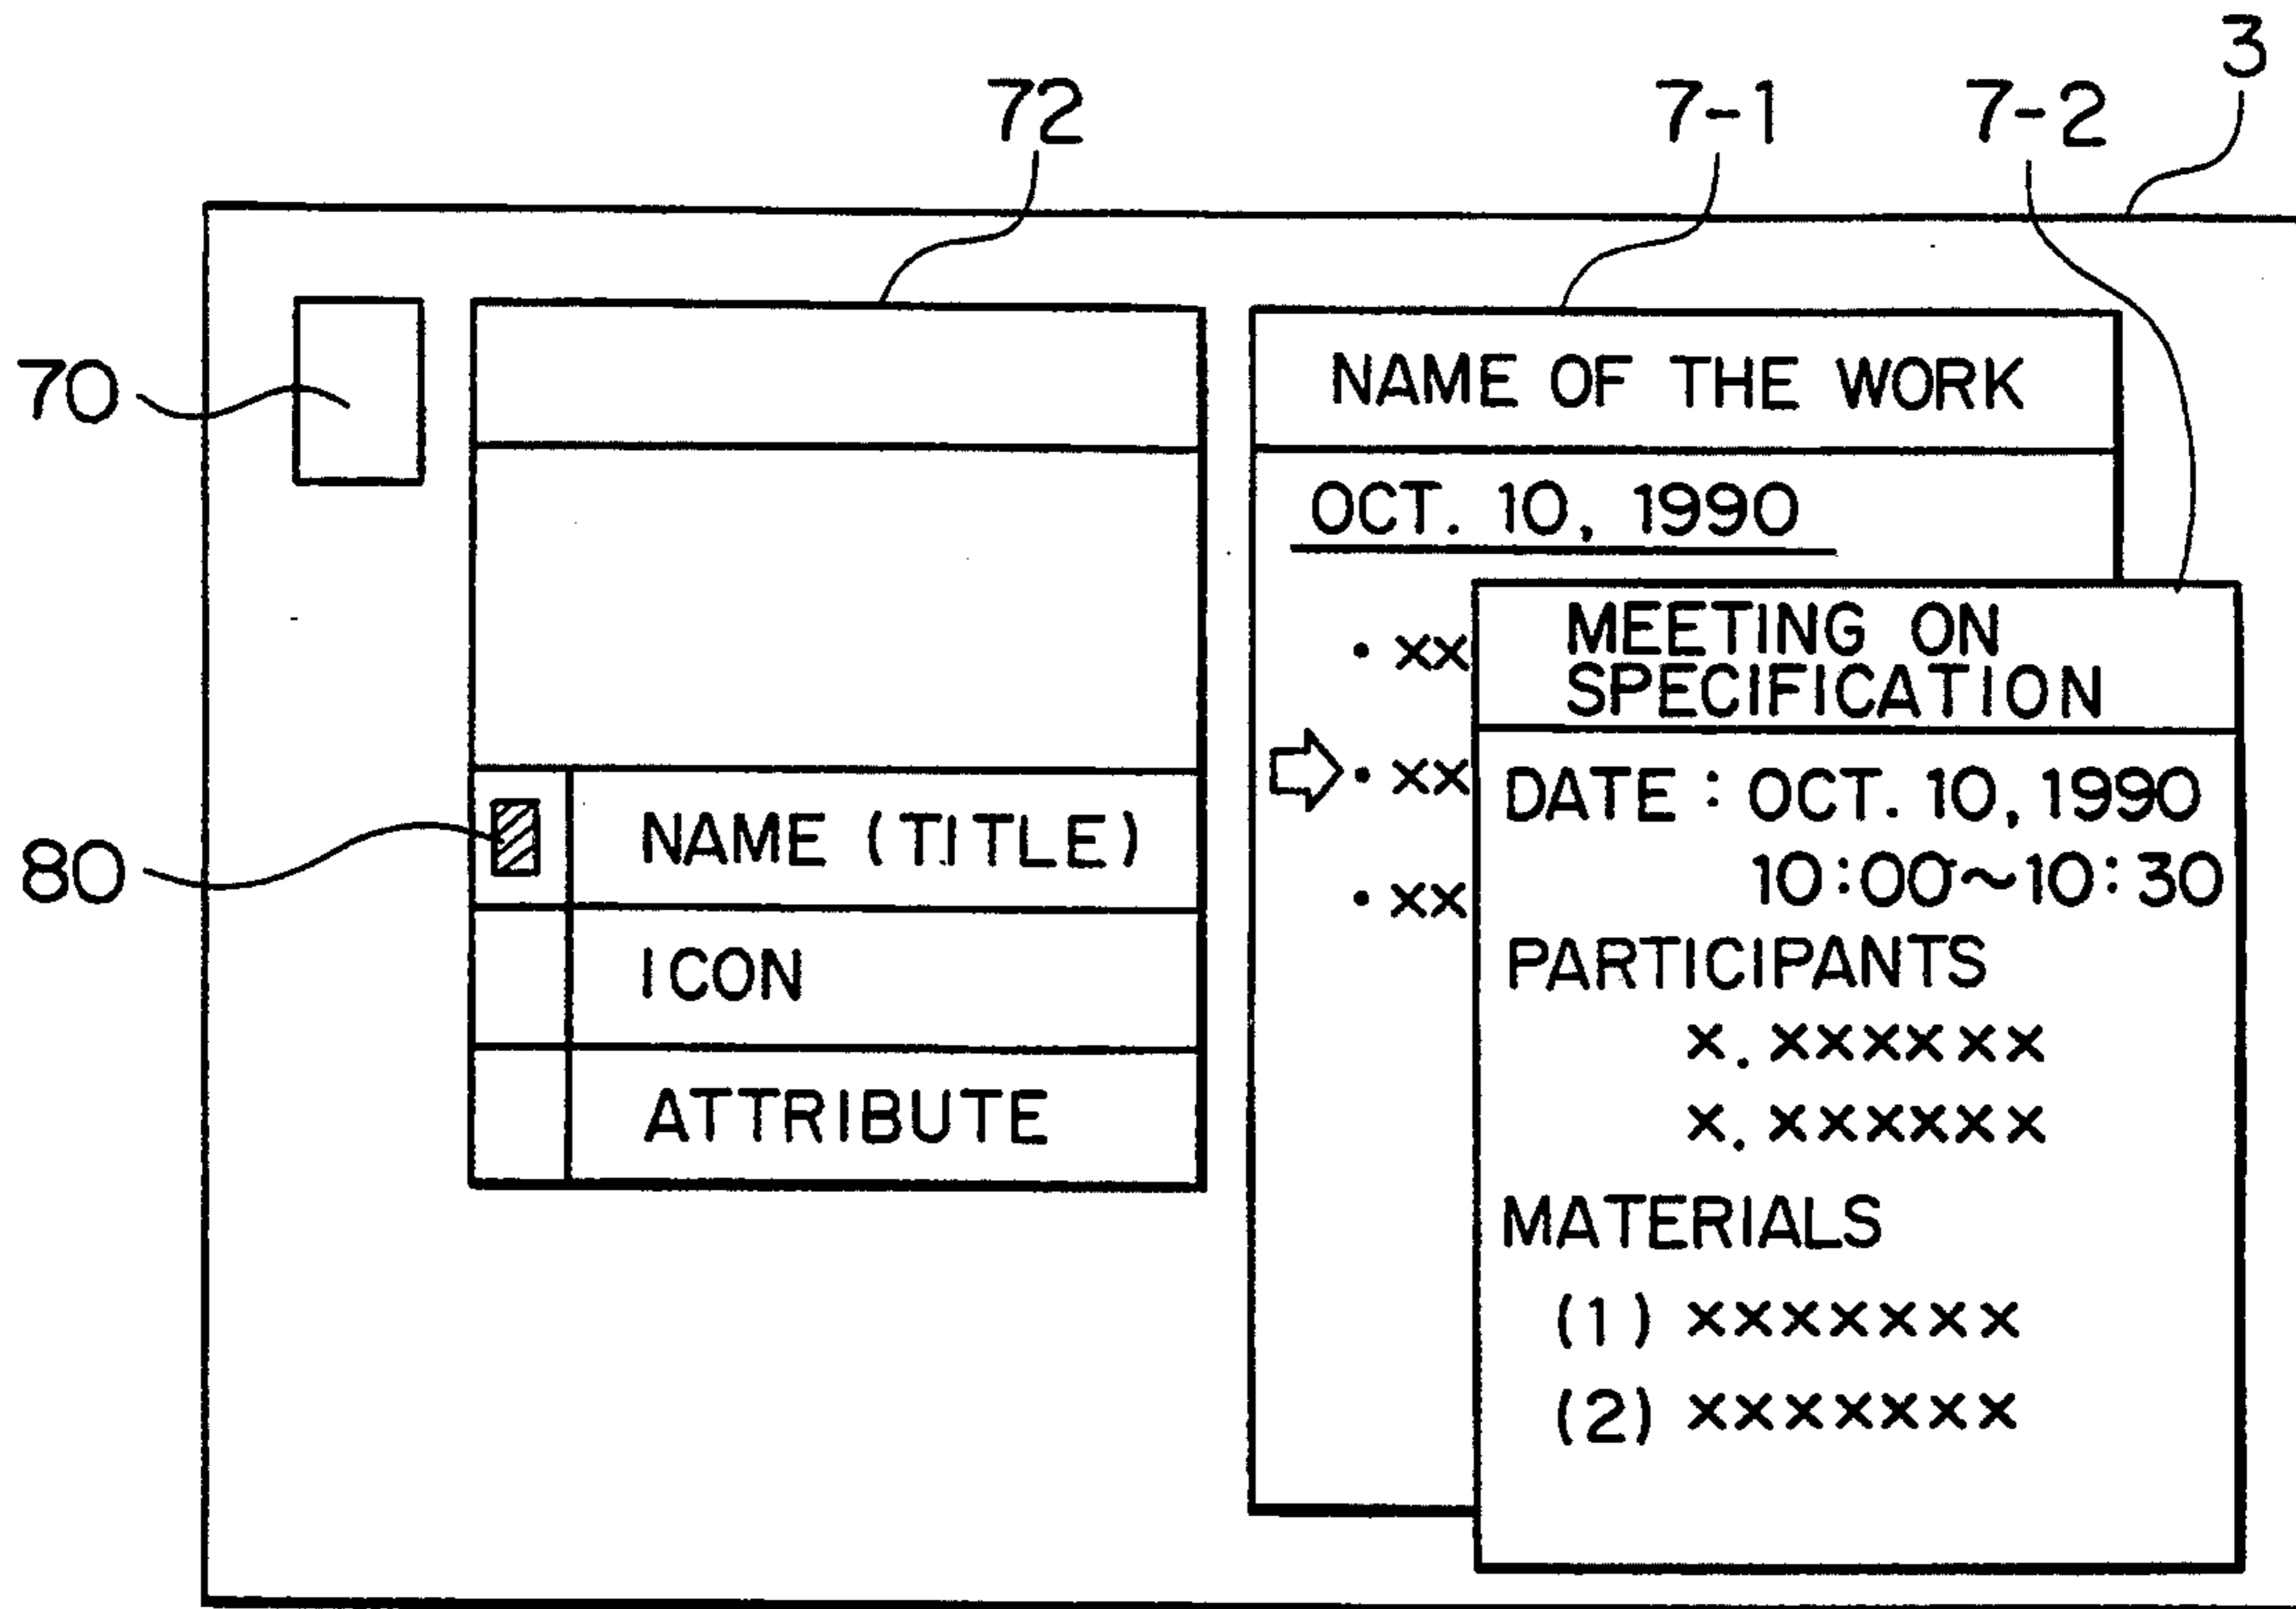 3
72
7-1
7-2
70
80
NAME (TITLE)
ICON
ATTRIBUTE
NAME OF THE WORK
OCT. 10, 1990
• xx
• xx
• xx
MEETING ON
SPECIFICATION
DATE : OCT. 10, 1990
10:00~10:30
PARTICIPANTS
x. xxxxxx
x. xxxxxx
MATERIALS
(1) xxxxxxx
(2) xxxxxxx